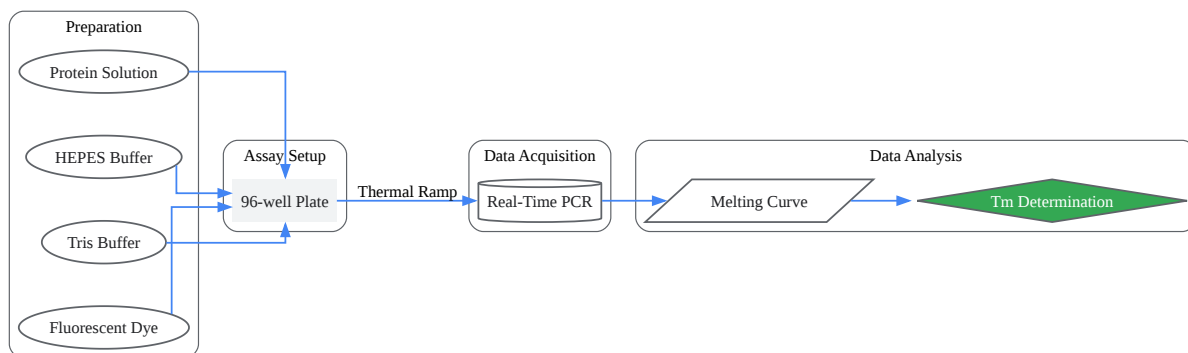 Preparation
Protein Solution
HEPES Buffer
Tris Buffer
Fluorescent Dye
Assay Setup
96-well Plate
Thermal Ramp
Data Acquisition
Real-Time PCR
Data Analysis
Melting Curve
Tm Determination